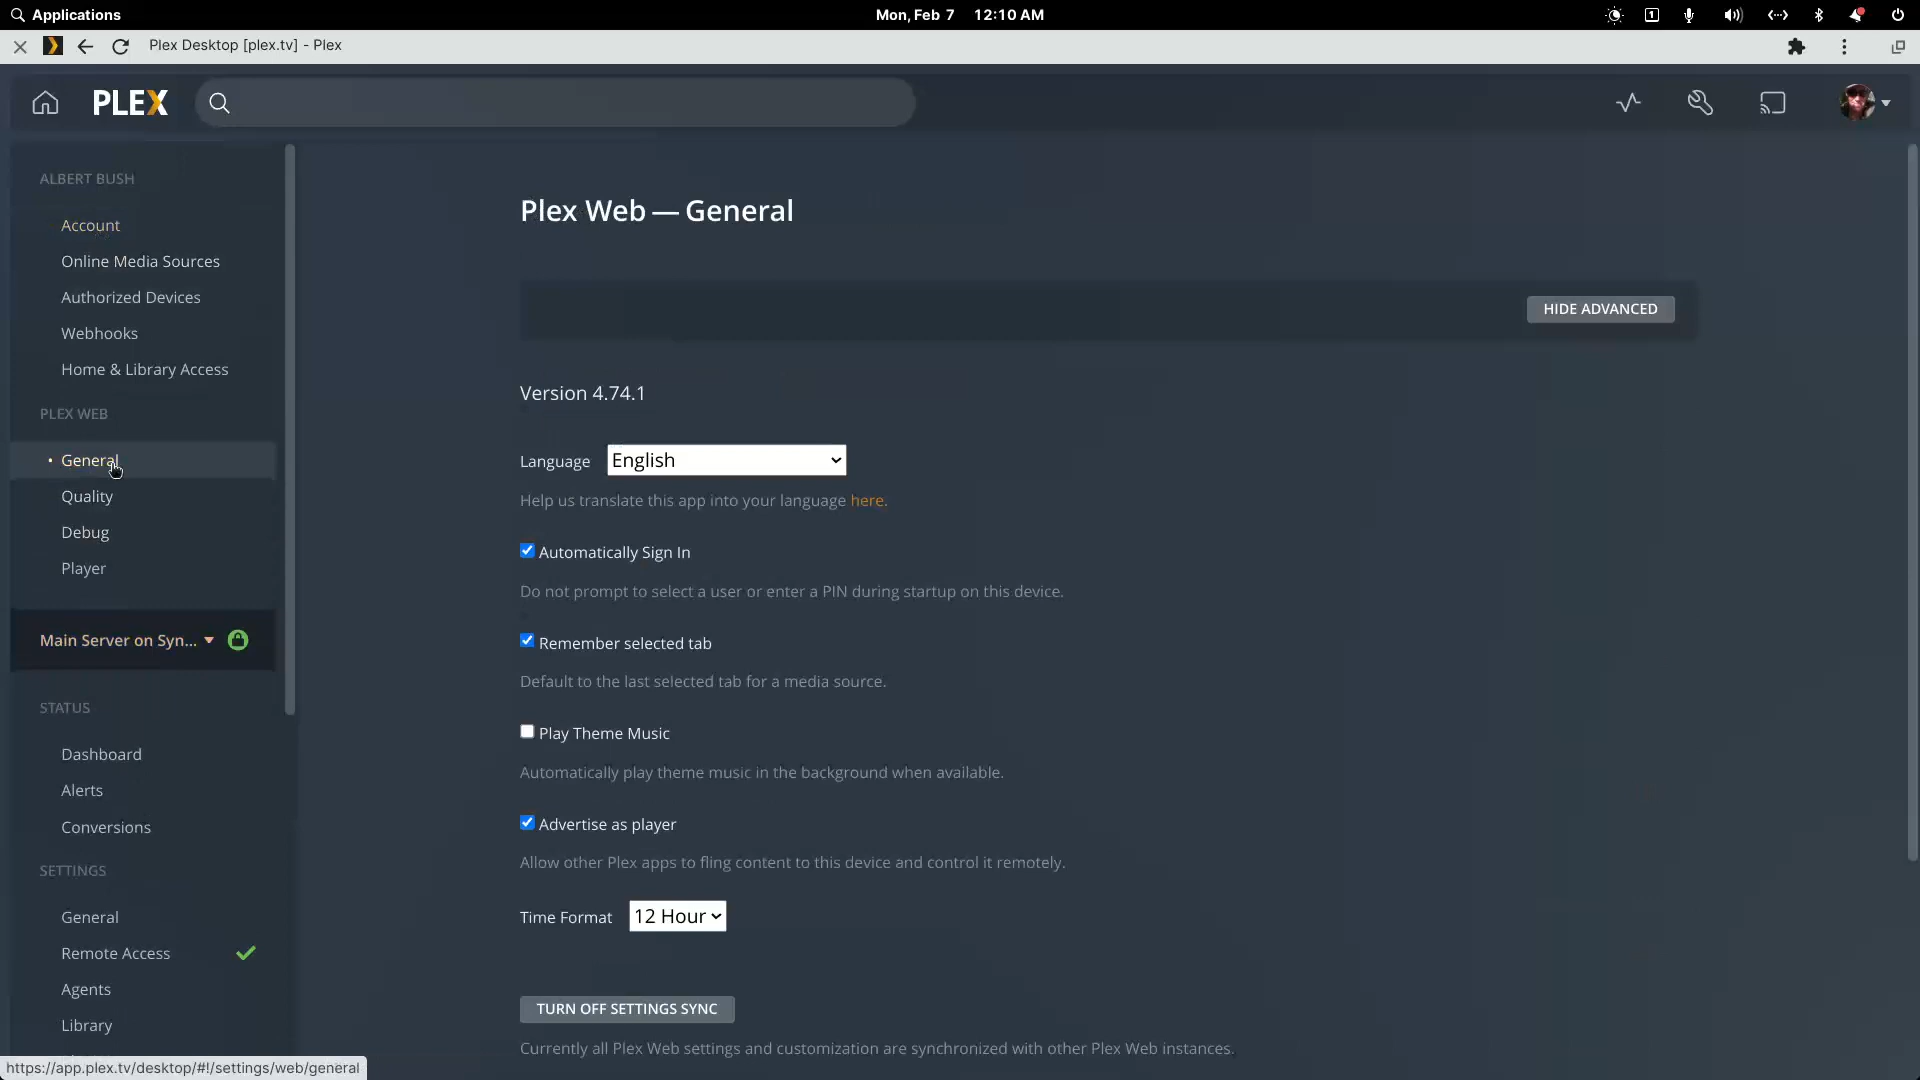 Applications
Mon, Feb 7 12:10 AM
1
Plex Desktop [plex.tv] - Plex
PLEX
ALBERT BUSH
Account
Online Media Sources
Authorized Devices
Webhooks
Home & Library Access
PLEX WEB
• General
Quality
Debug
Player
Main Server on Syn...
STATUS
Dashboard
Alerts
Conversions
SETTINGS
General
Remote Access
Agents
Library
https://app.plex.tv/desktop/#!/settings/web/general
Plex Web — General
HIDE ADVANCED
Version 4.74.1
Language English
Help us translate this app into your language here.
Automatically Sign In
Do not prompt to select a user or enter a PIN during startup on this device.
Remember selected tab
Default to the last selected tab for a media source.
Play Theme Music
Automatically play theme music in the background when available.
Advertise as player
Allow other Plex apps to fling content to this device and control it remotely.
Time Format 12 Hour
TURN OFF SETTINGS SYNC
Currently all Plex Web settings and customization are synchronized with other Plex Web instances.